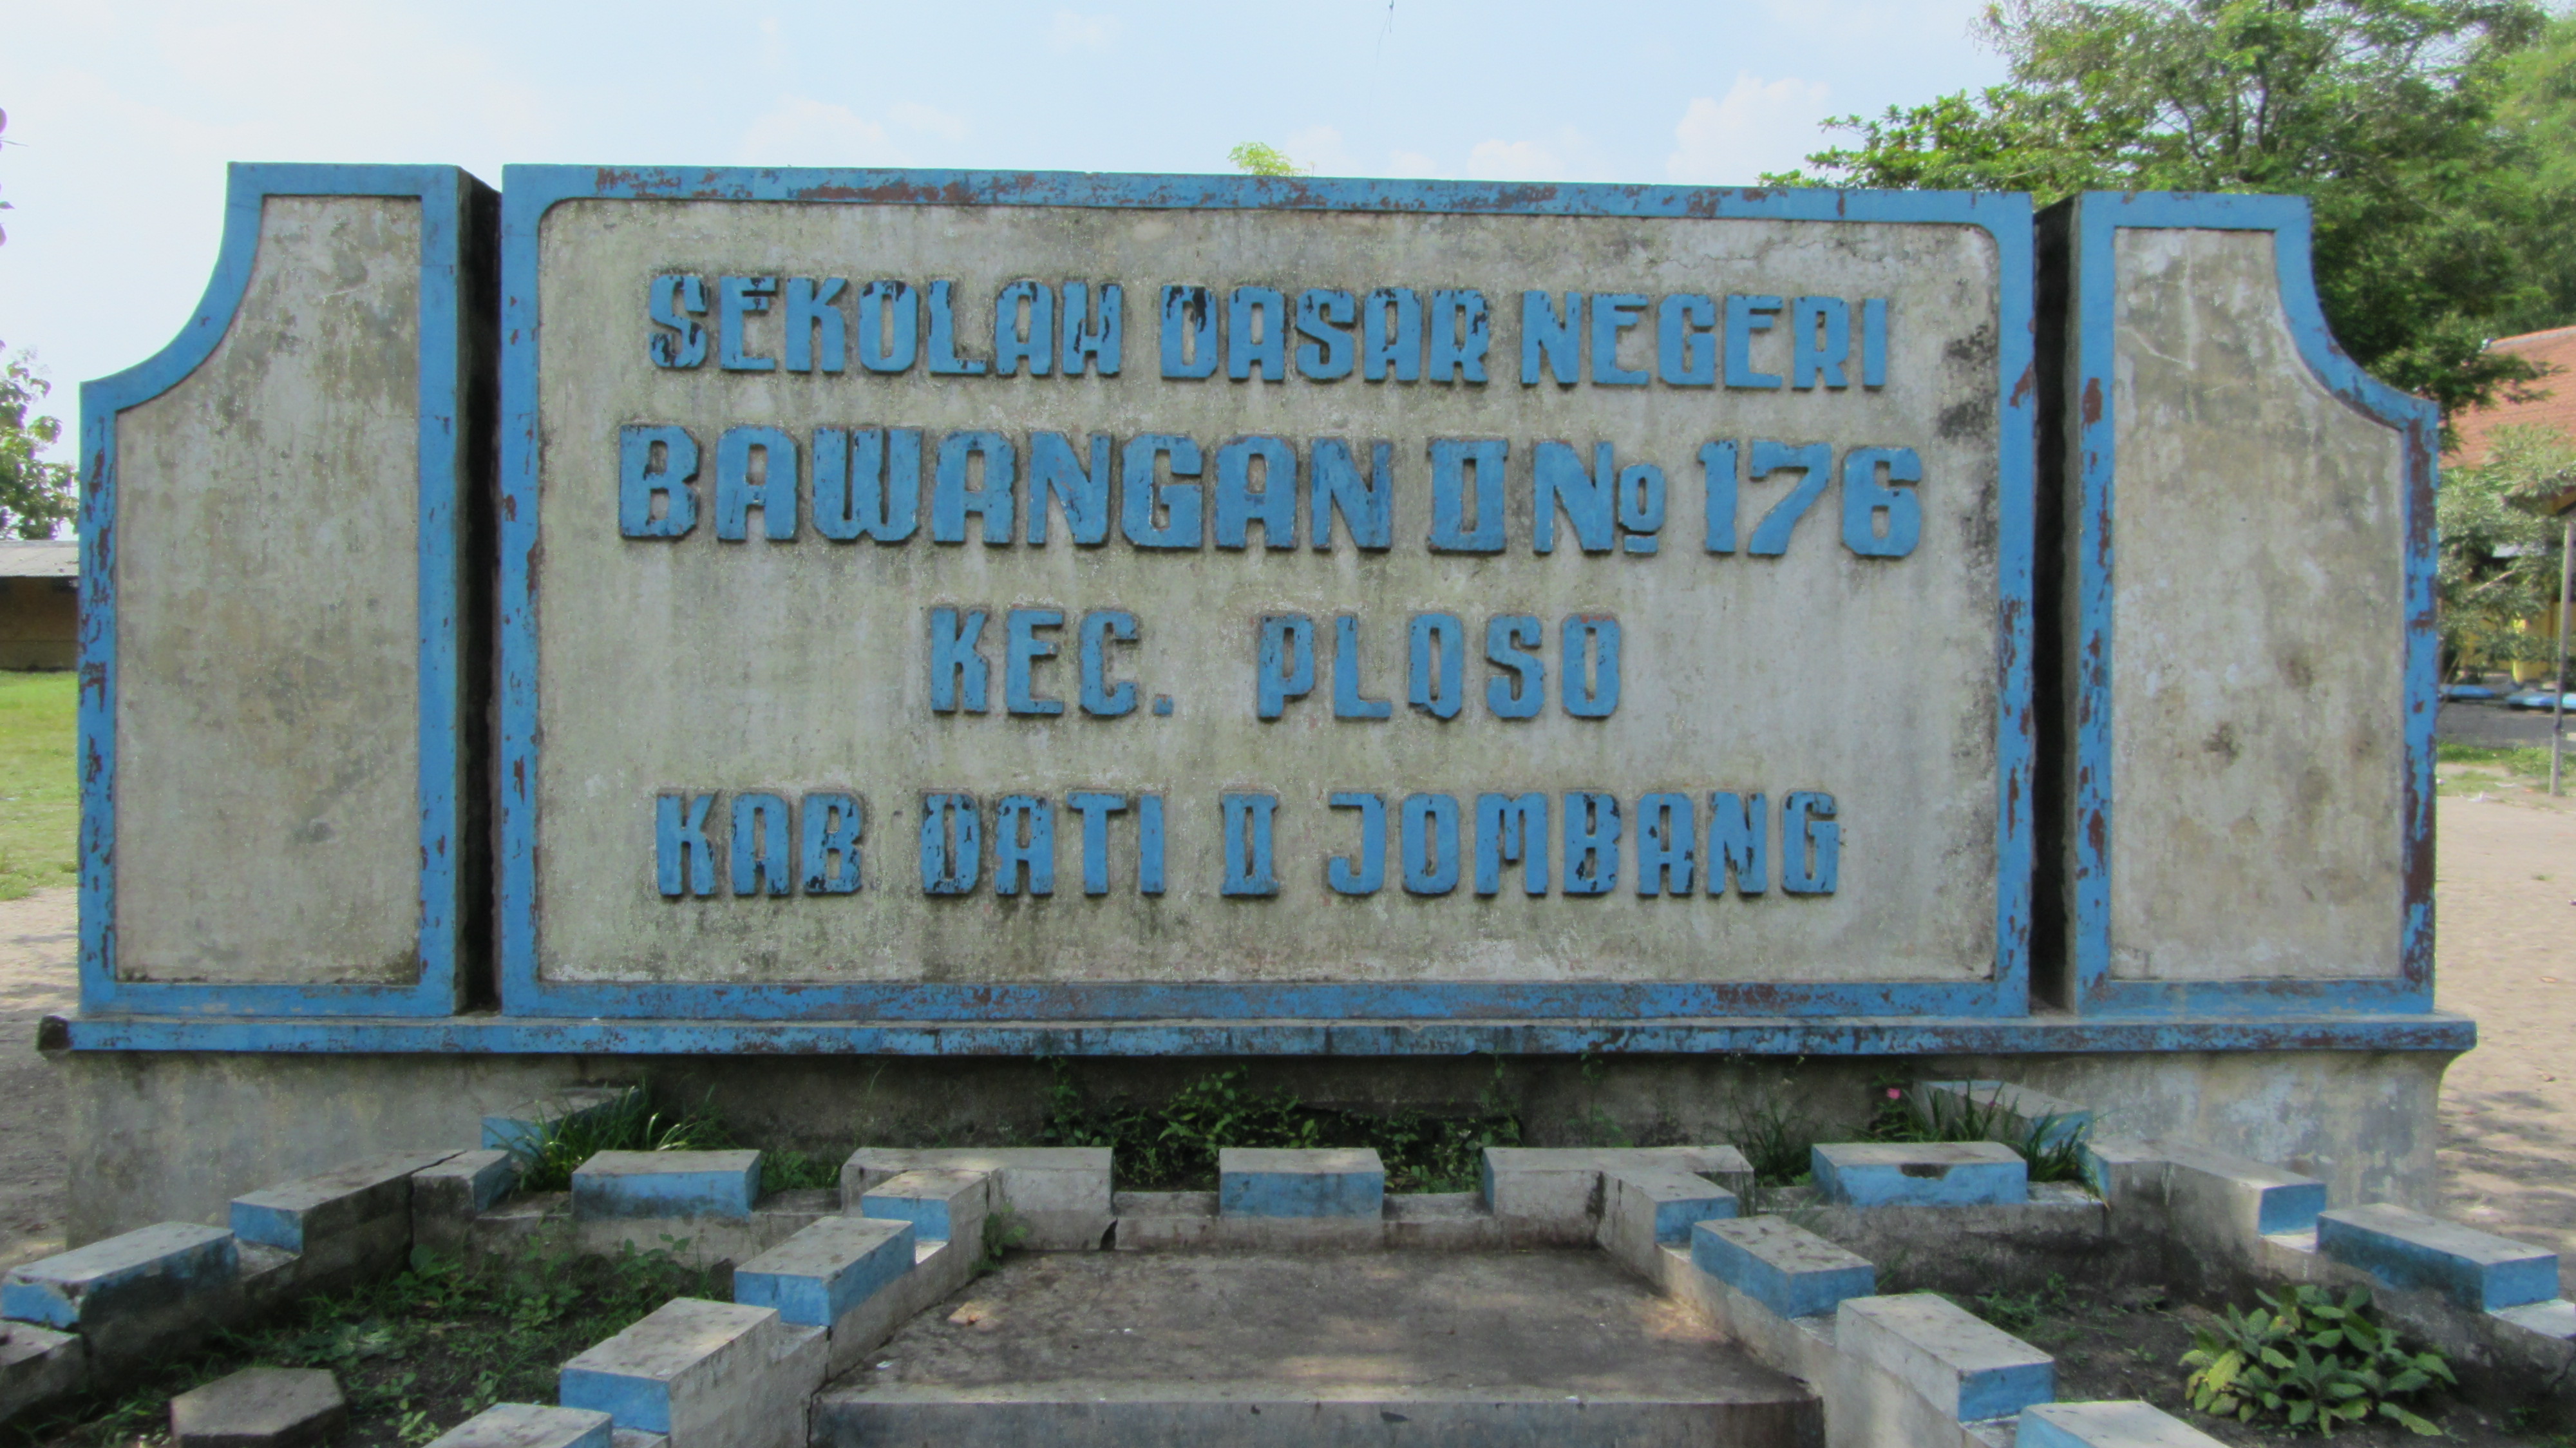 SEKOLAH DASAR NEGERI
BAWANGAN II No 176
KEC. PLOSO
KAB DATI II JOMBANG